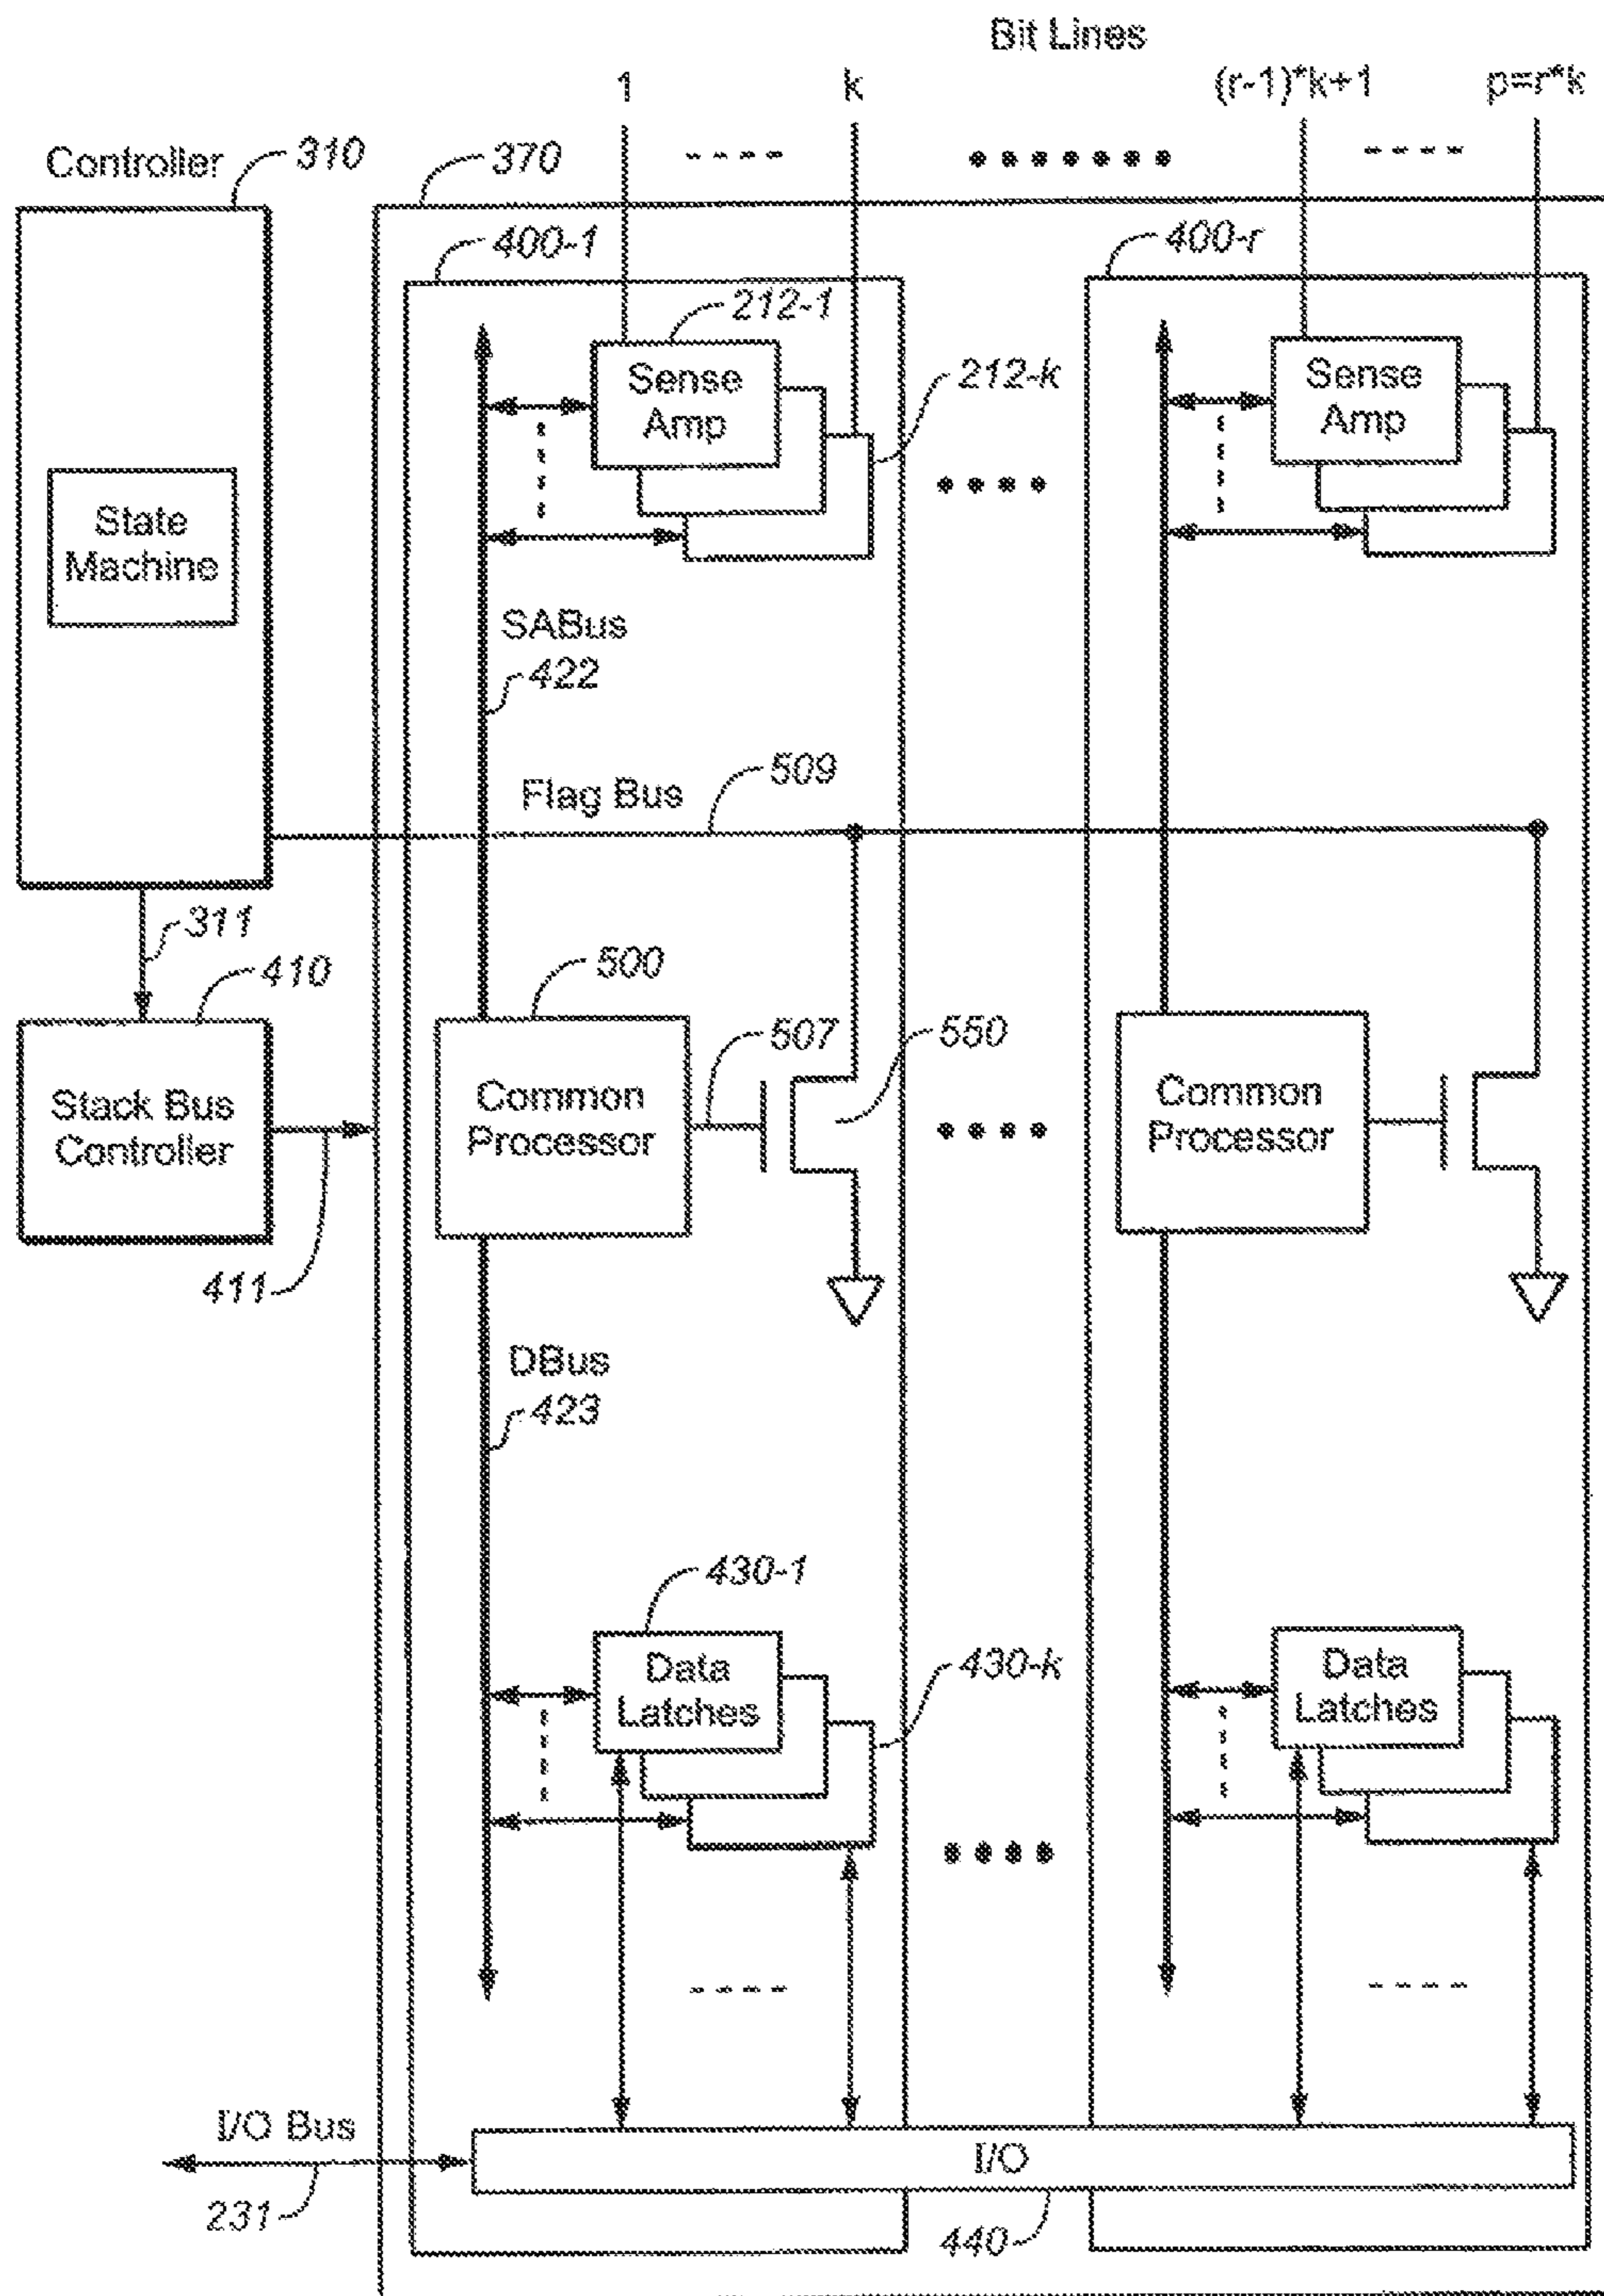 Bit Lines
1
k
(r-1)*k+1
p=r*k
Controller
310
370
400-1
400-r
212-1
212-k
Sense
Amp
Sense
Amp
State
Machine
SABus
422
Flag Bus
509
311
410
500
507
550
Stack Bus
Controller
Common
Processor
Common
Processor
411
DBus
423
430-1
430-k
Data
Latches
Data
Latches
I/O Bus
I/O
231
440